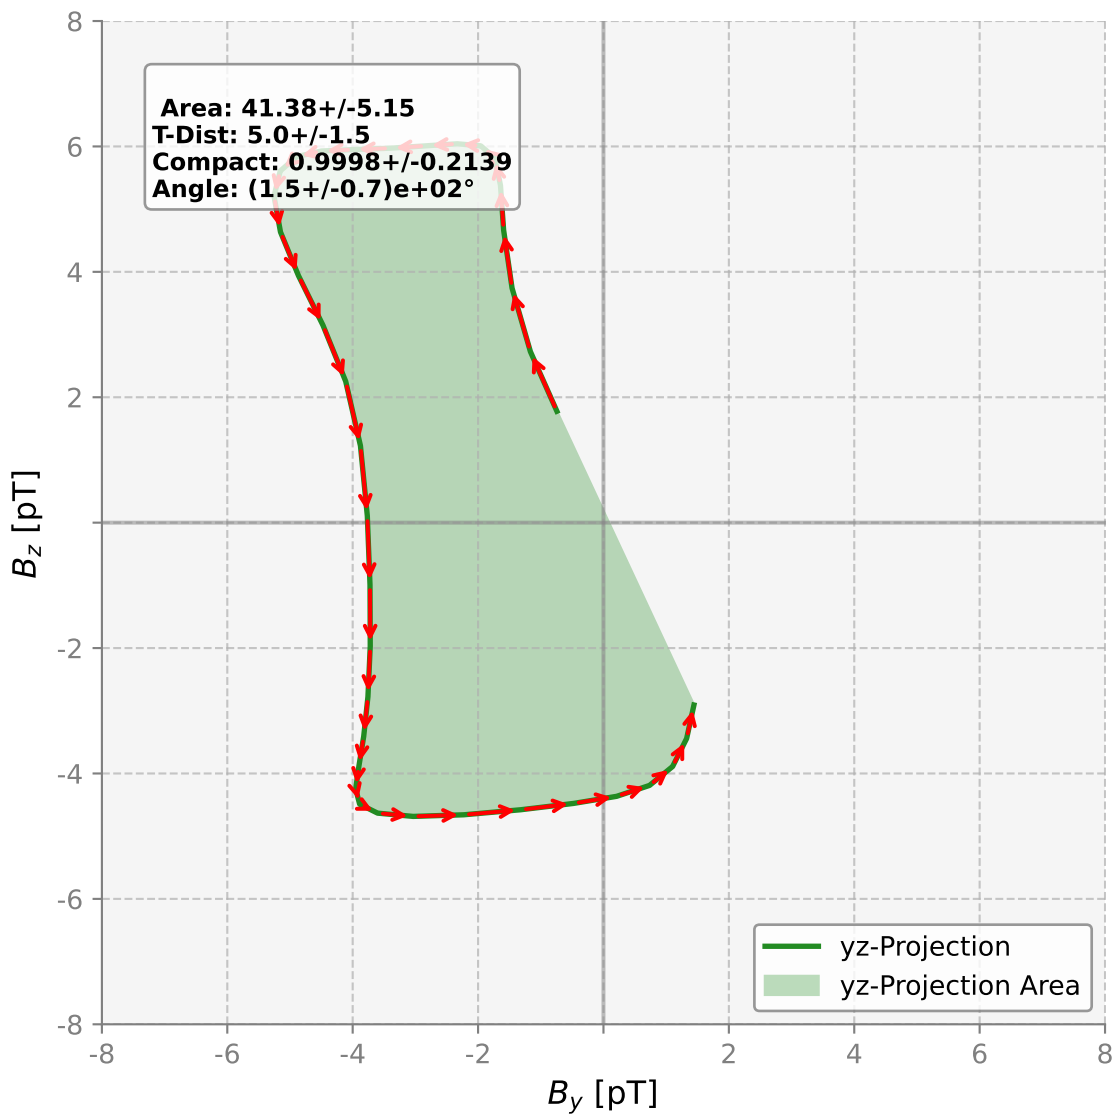 8
6
4
2
-2
-4
-6
-8
-8
-6
-4
-2
2
4
6
8
B_z [pT]
B_y [pT]
Area: 41.38+/-5.15
T-Dist: 5.0+/-1.5
Compact: 0.9998+/-0.2139
Angle: (1.5+/-0.7)e+02°
yz-Projection
yz-Projection Area